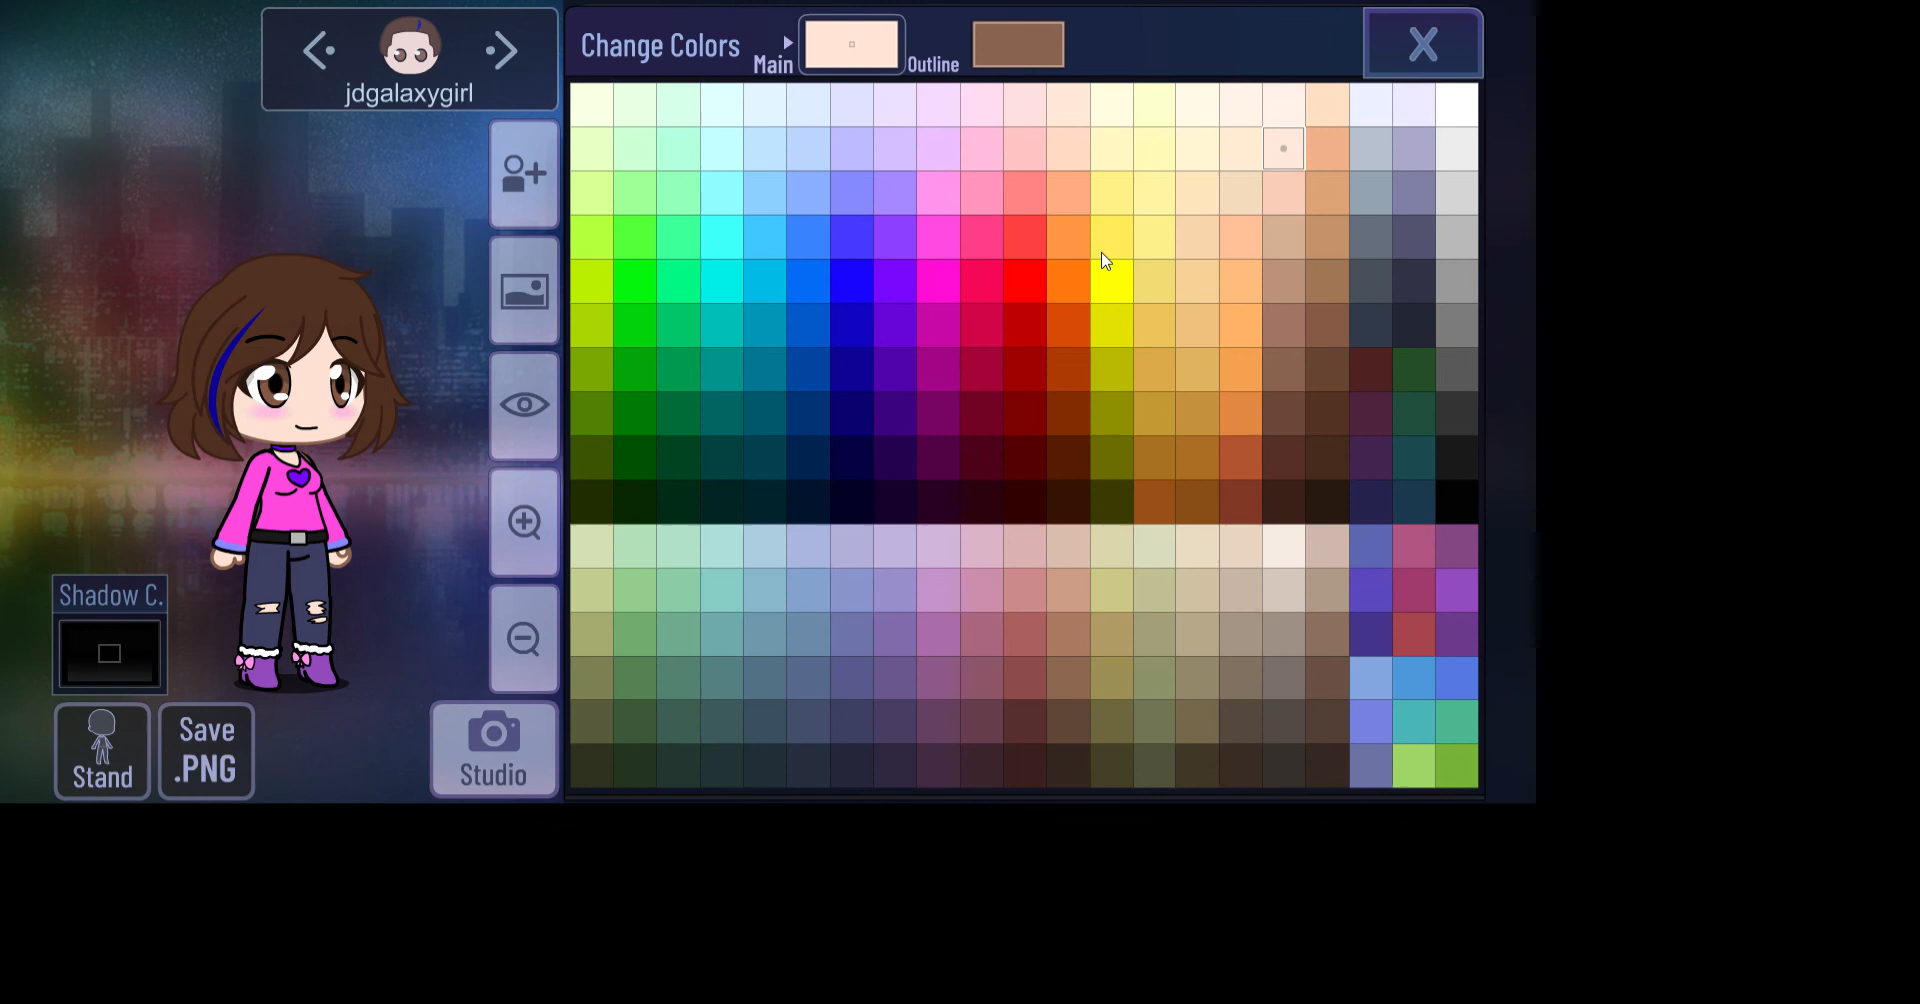 jdgalaxygirl
Change Colors
Main
Outline
X
Shadow C.
Stand
Save
.PNG
Studio